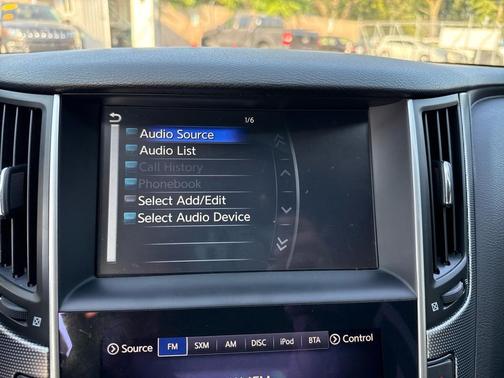 1/6
Audio Source
Audio List
Call History
Phonebook
Select Add/Edit
Select Audio Device
Source FM SXM AM DISC iPod BTA Control